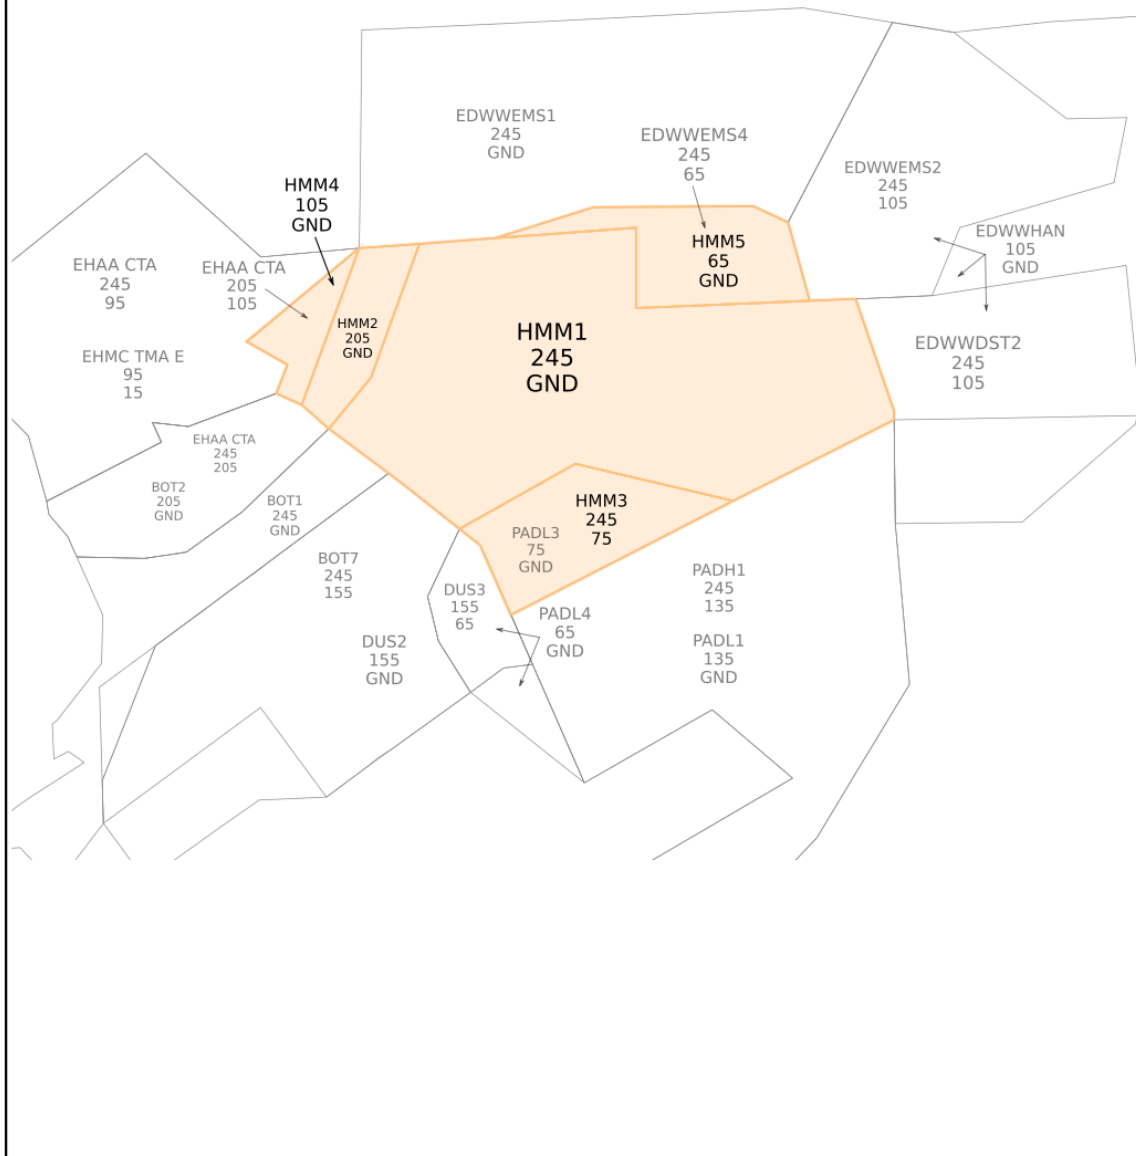 EDWWEMS1
245
GND
EDWWEMS4
245
65
EDWWEMS2
245
105
HMM4
105
GND
EDWWHAN
105
GND
EHAA CTA
245
95
EHAA CTA
205
105
HMM5
65
GND
HMM2
205
GND
HMM1
245
GND
EDWWDST2
245
105
EHMC TMA E
95
15
EHAA CTA
245
205
BOT2
205
GND
BOT1
245
GND
HMM3
245
75
PADL3
75
GND
BOT7
245
155
DUS3
155
65
PADH1
245
135
PADL4
65
GND
DUS2
155
GND
PADL1
135
GND